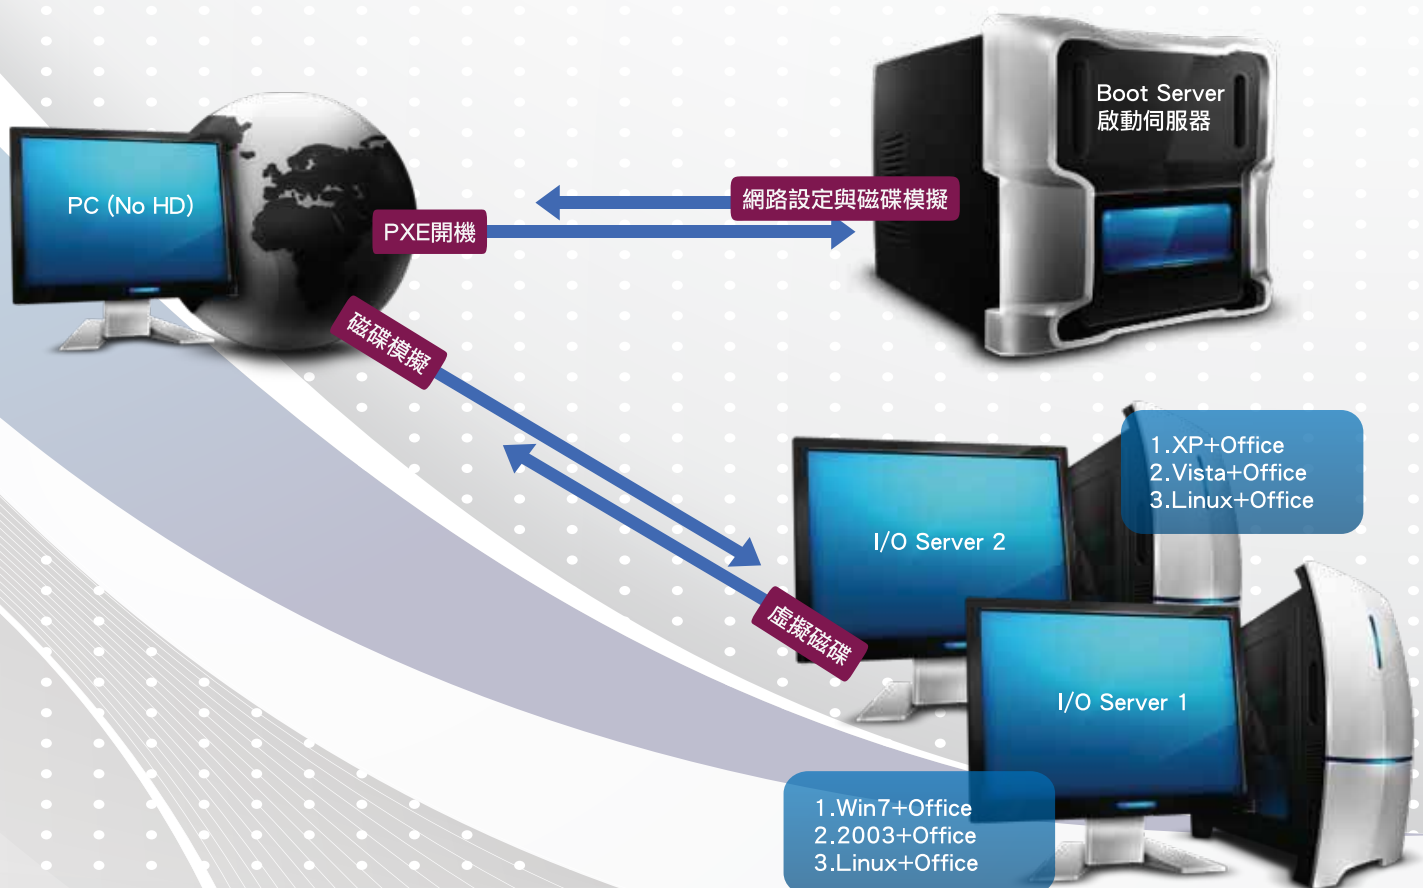 Boot Server
啟動伺服器
PC (No HD)
網路設定與磁碟模擬
PXE開機
磁碟模擬
1.XP+Office
2.Vista+Office
3.Linux+Office
I/O Server 2
虛擬磁碟
I/O Server 1
1.Win7+Office
2.2003+Office
3.Linux+Office